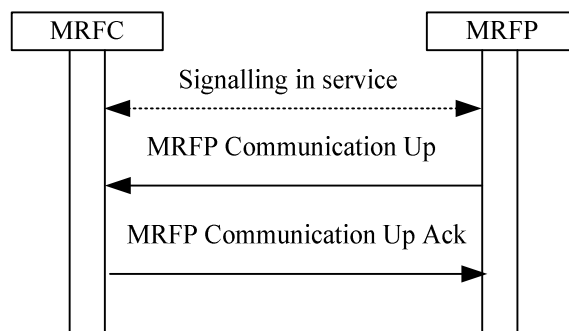 MRFC
MRFP
Signalling in service
MRFP Communication Up
MRFP Communication Up Ack